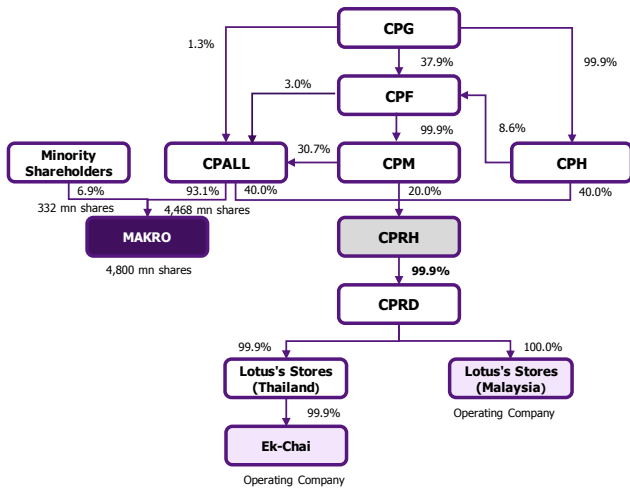 CPG
1.3%
37.9%
99.9%
3.0%
CPF
99.9%
8.6%
Minority
Shareholders
CPALL
30.7%
CPM
CPH
6.9%
93.1%
40.0%
20.0%
40.0%
332 mn shares
4,468 mn shares
MAKRO
CPRH
4,800 mn shares
99.9%
CPRD
99.9%
100.0%
Lotus's Stores
(Thailand)
Lotus's Stores
(Malaysia)
99.9%
Operating Company
Ek-Chai
Operating Company